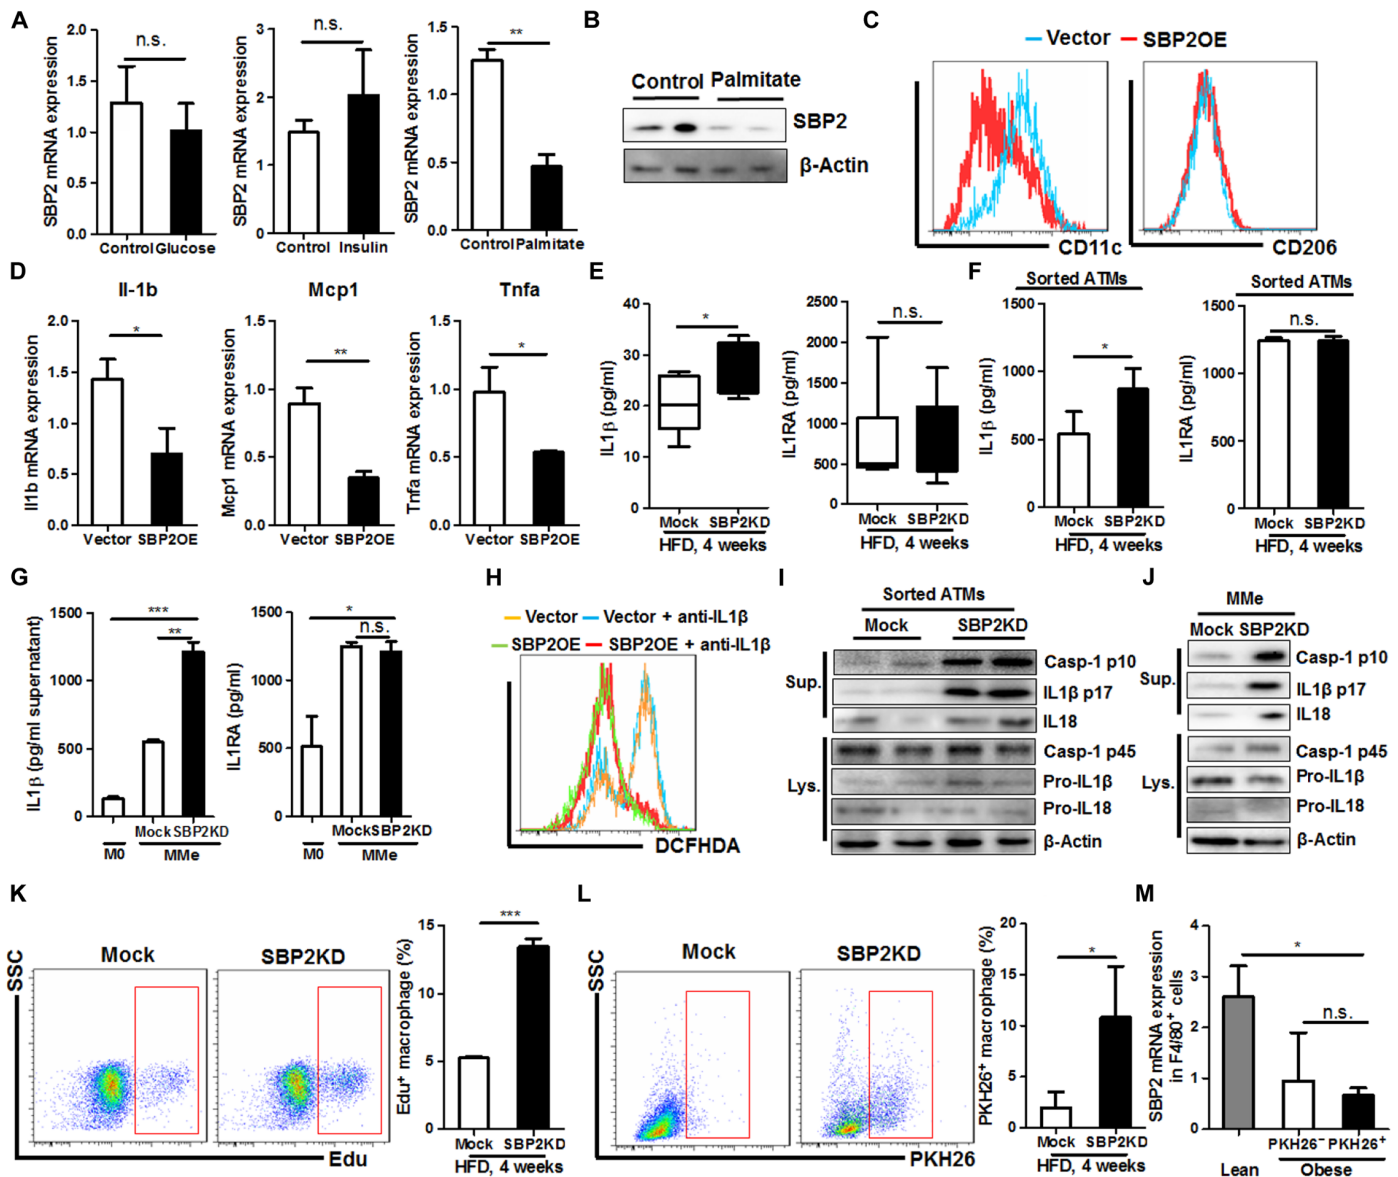 A
SBP2 mRNA expression
2.0
1.5
1.0
0.5
0.0
n.s.
Control Glucose
SBP2 mRNA expression
3
2
1
0
n.s.
Control Insulin
SBP2 mRNA expression
1.5
1.0
0.5
0.0
**
Control Palmitate
B
Control Palmitate
SBP2
β-Actin
C
Vector SBP2OE
CD11c
CD206
D
Il-1b
Il1b mRNA expression
2.0
1.5
1.0
0.5
0.0
*
Vector SBP2OE
Mcp1
Mcp1 mRNA expression
1.5
1.0
0.5
0.0
**
Vector SBP2OE
Tnfa
Tnfa mRNA expression
1.5
1.0
0.5
0.0
*
Vector SBP2OE
E
IL1β (pg/ml)
40
30
20
10
0
*
Mock SBP2KD
HFD, 4 weeks
IL1RA (pg/ml)
2500
2000
1500
1000
500
0
n.s.
Mock SBP2KD
HFD, 4 weeks
F
Sorted ATMs
IL1β (pg/ml)
1500
1000
500
0
*
Mock SBP2KD
HFD, 4 weeks
Sorted ATMs
IL1RA (pg/ml)
1500
1000
500
0
n.s.
Mock SBP2KD
HFD, 4 weeks
G
IL1β (pg/ml supernatant)
1500
1000
500
0
***
**
Mock SBP2KD
M0 MMe
IL1RA (pg/ml)
1500
1000
500
0
*
n.s.
Mock SBP2KD
M0 MMe
H
Vector Vector + anti-IL1β
SBP2OE SBP2OE + anti-IL1β
DCFHDA
I
Sorted ATMs
Mock SBP2KD
Sup.
Casp-1 p10
IL1β p17
IL18
Lys.
Casp-1 p45
Pro-IL1β
Pro-IL18
β-Actin
J
MMe
Mock SBP2KD
Sup.
Casp-1 p10
IL1β p17
IL18
Lys.
Casp-1 p45
Pro-IL1β
Pro-IL18
β-Actin
K
SSC
Mock SBP2KD
Edu
Edu+ macrophage (%)
15
10
5
0
***
Mock SBP2KD
HFD, 4 weeks
L
SSC
Mock SBP2KD
PKH26
PKH26+ macrophage (%)
20
15
10
5
0
*
Mock SBP2KD
HFD, 4 weeks
M
SBP2 mRNA expression
in F4/80+ cells
4
3
2
1
0
*
n.s.
PKH26− PKH26+
Lean Obese